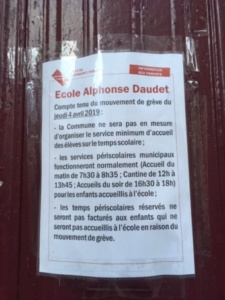 INFORMATION
AUX PARENTS
Ecole Alphonse Daudet
Compte tenu du mouvement de grève du
jeudi 4 avril 2019 :
- la Commune ne sera pas en mesure
d'organiser le service minimum d'accueil
des élèves sur le temps scolaire ;
- les services périscolaires municipaux
fonctionneront normalement (Accueil du
matin de 7h30 à 8h35 ; Cantine de 12h à
13h45 ; Accueils du soir de 16h30 à 18h)
pour les enfants accueillis à l'école ;
- les temps périscolaires réservés ne
seront pas facturés aux enfants qui ne
seront pas accueillis à l'école en raison du
mouvement de grève.